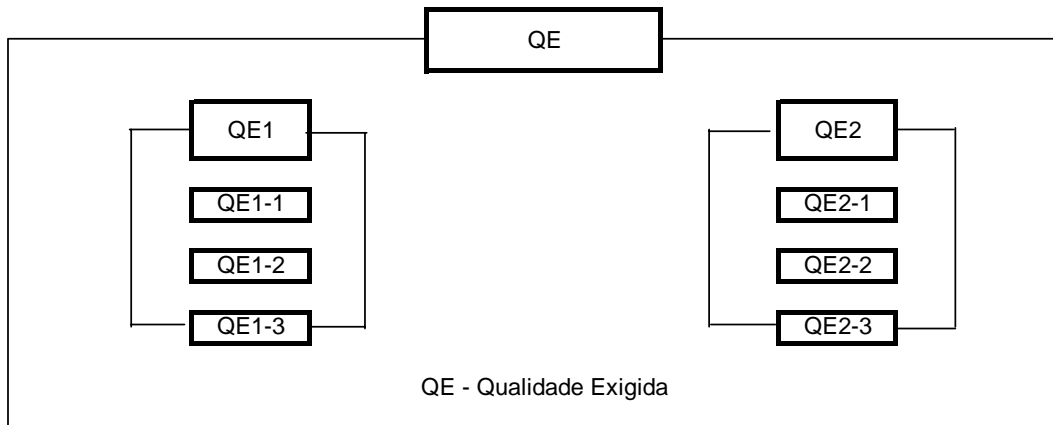 QE
QE1
QE1-1
QE1-2
QE1-3
QE2
QE2-1
QE2-2
QE2-3
QE - Qualidade Exigida